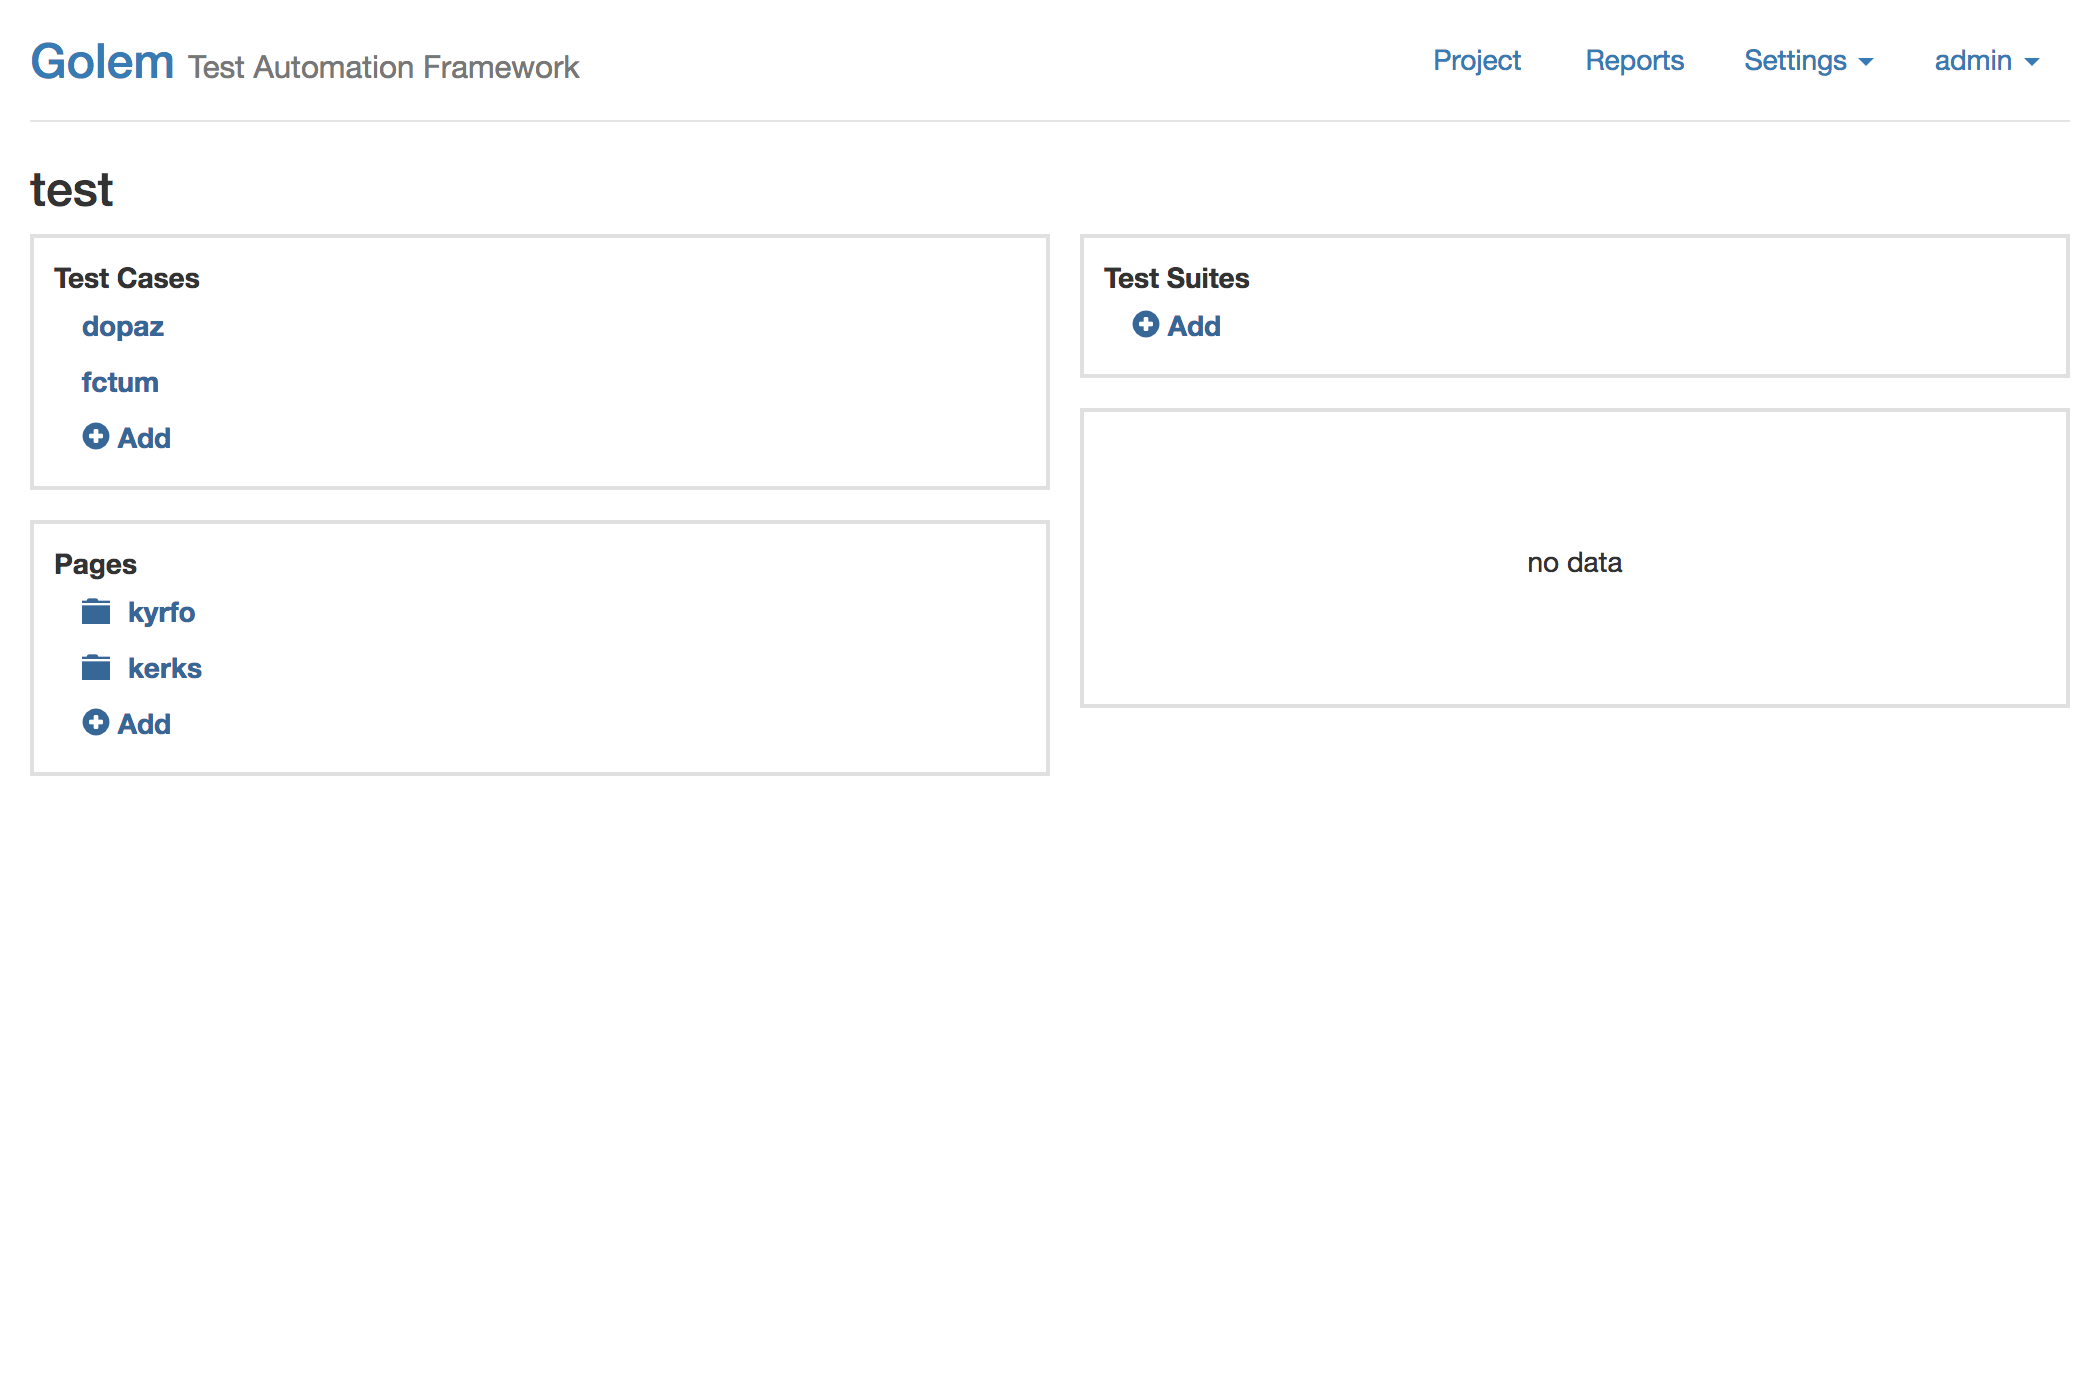 Golem Test Automation Framework
Project Reports Settings admin
test
Test Cases
dopaz
fctum
Add
Pages
kyrfo
kerks
Add
Test Suites
Add
no data